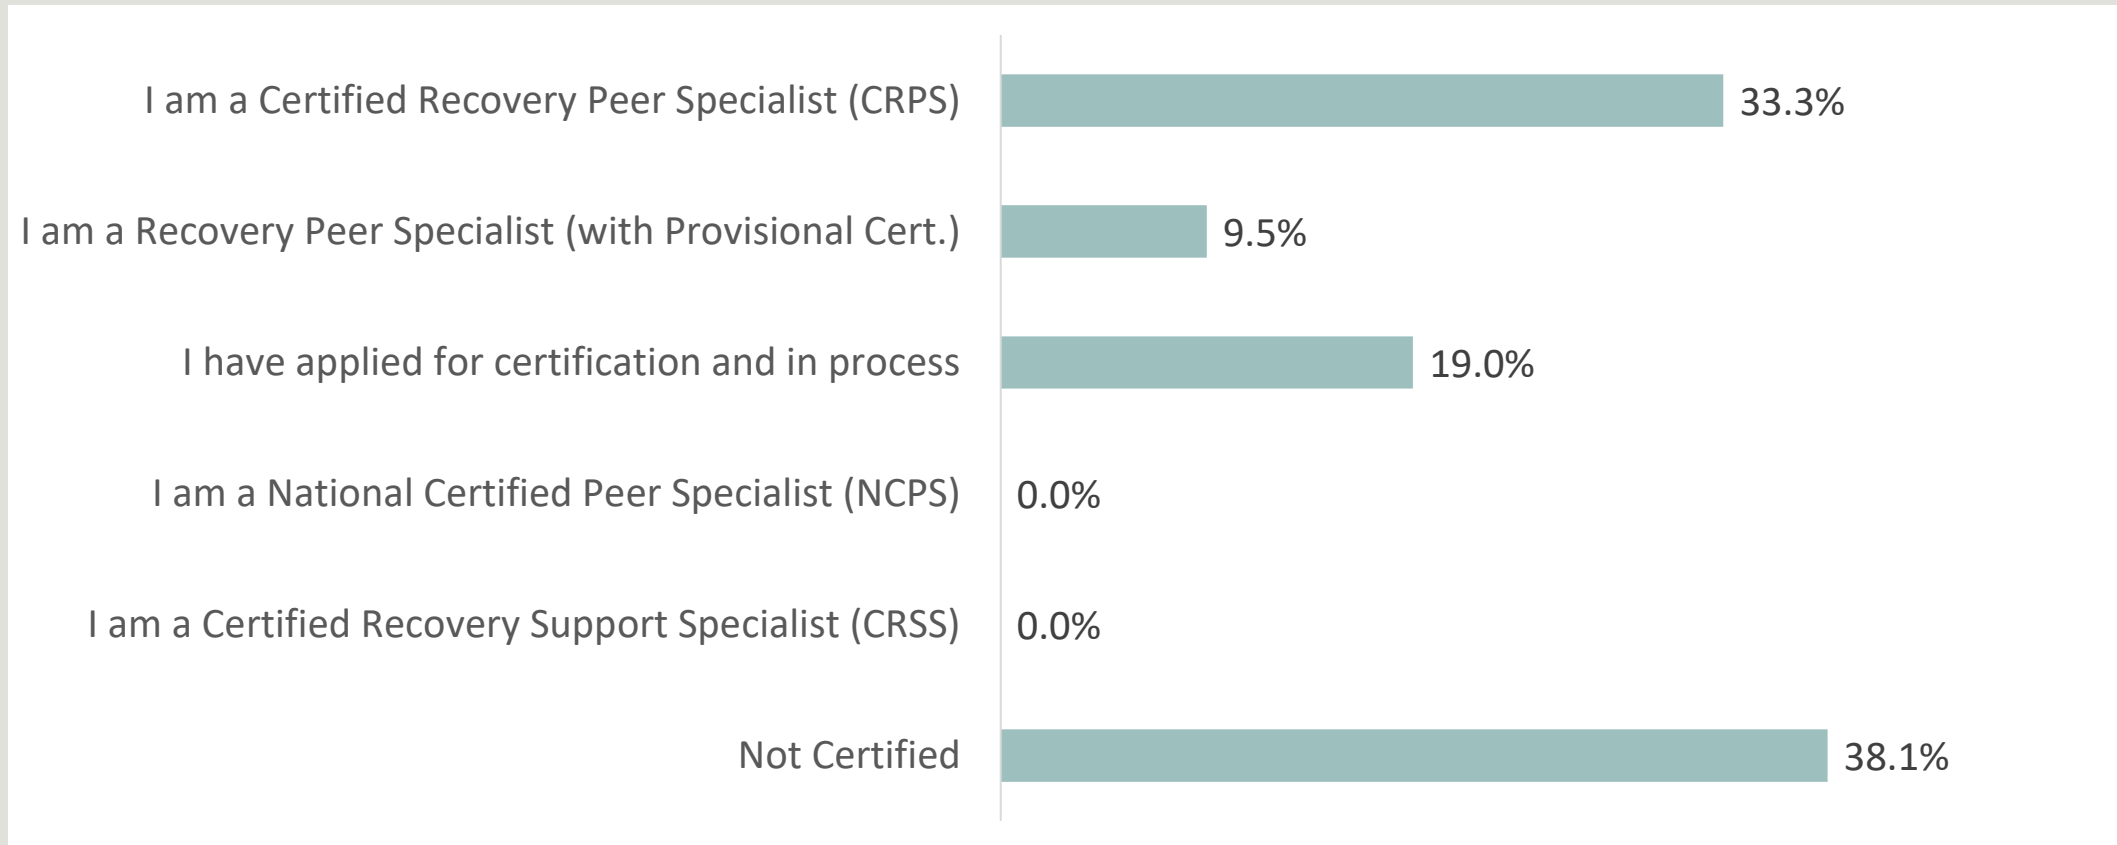 I am a Certified Recovery Peer Specialist (CRPS) 33.3%
I am a Recovery Peer Specialist (with Provisional Cert.) 9.5%
I have applied for certification and in process 19.0%
I am a National Certified Peer Specialist (NCPS) 0.0%
I am a Certified Recovery Support Specialist (CRSS) 0.0%
Not Certified 38.1%